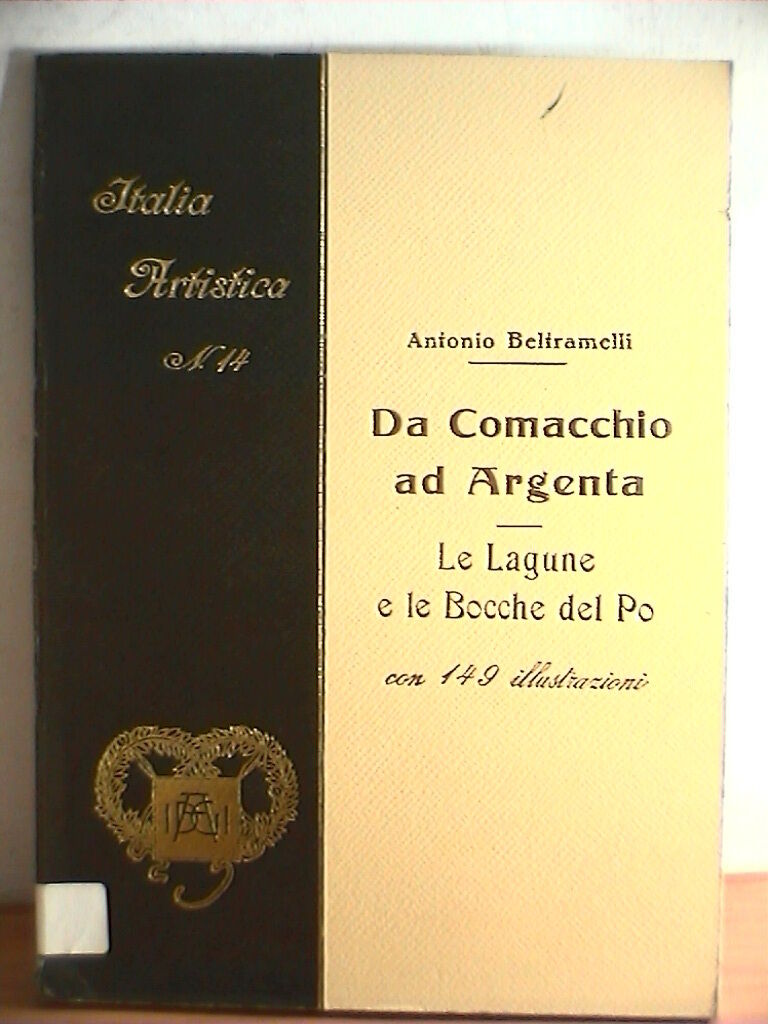 Italia
Artistica
N. 14
Antonio Beltramelli
Da Comacchio
ad Argenta
Le Lagune
e le Bocche del Po
con 149 illustrazioni